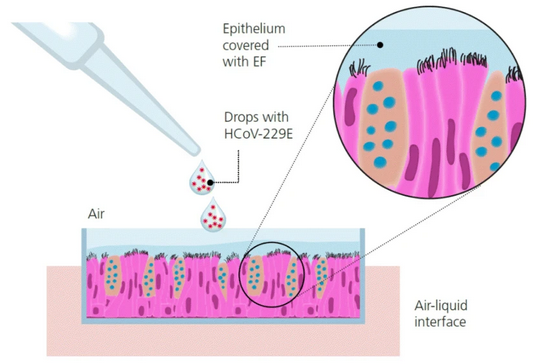 Epithelium
covered
with EF
Drops with
HCoV-229E
Air
Air-liquid
interface